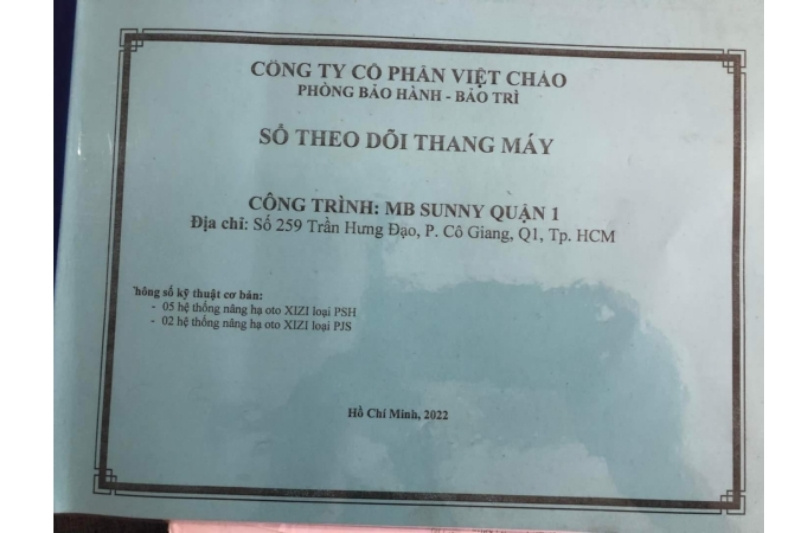 CÔNG TY CỔ PHẦN VIỆT CHÀO
PHÒNG BẢO HÀNH - BẢO TRÌ
SỔ THEO DÕI THANG MÁY
CÔNG TRÌNH: MB SUNNY QUẬN 1
Địa chỉ: Số 259 Trần Hưng Đạo, P. Cô Giang, Q1, Tp. HCM
hông số kỹ thuật cơ bản:
- 05 hệ thống nâng hạ oto XIZI loại PSH
- 02 hệ thống nâng hạ oto XIZI loại PJS
Hồ Chí Minh, 2022